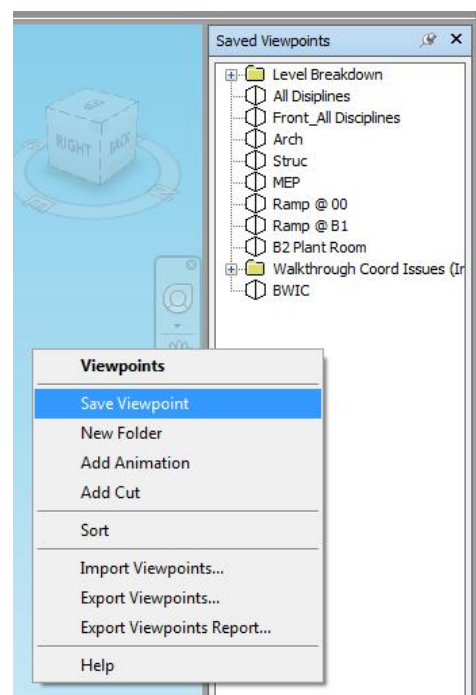 Saved Viewpoints
Level Breakdown
All Disiplines
Front_All Disciplines
Arch
Struc
MEP
Ramp @ 00
Ramp @ B1
B2 Plant Room
Walkthrough Coord Issues (Ir
BWIC
RIGHT
BACK
Viewpoints
Save Viewpoint
New Folder
Add Animation
Add Cut
Sort
Import Viewpoints...
Export Viewpoints...
Export Viewpoints Report...
Help